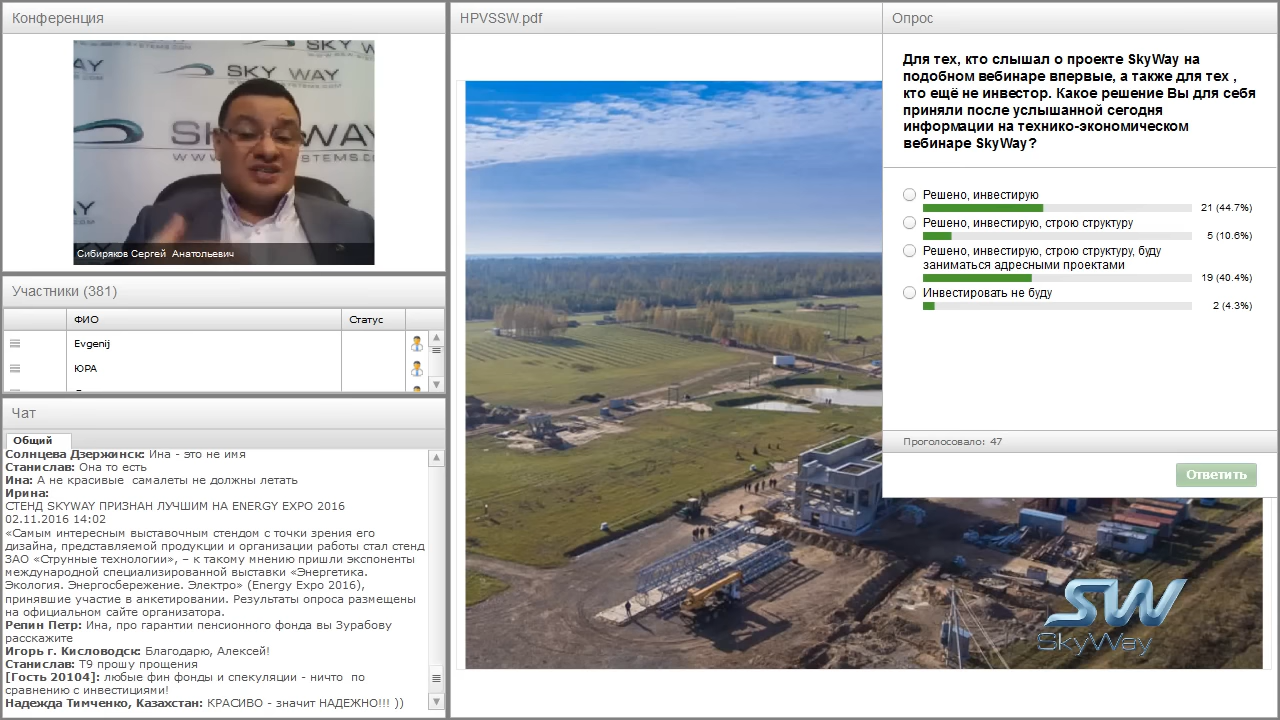 Конференция
SKY WAY
SKY WAY
SYSTEMS.COM
SKY WAY
Сибиряков Сергей Анатольевич
Участники (381)
ФИО
Статус
Evgenij
ЮРА
Чат
Общий
Солнцева Дзержинск: Ина - это не имя
Станислав: Она то есть
Ина: А не красивые самалеты не должны летать
Ирина:
СТЕНД SKYWAY ПРИЗНАН ЛУЧШИМ НА ENERGY EXPO 2016
02.11.2016 14:02
«Самым интересным выставочным стендом с точки зрения его
дизайна, представляемой продукции и организации работы стал стенд
ЗАО «Струнные технологии», – к такому мнению пришли экспоненты
международной специализированной выставки «Энергетика.
Экология. Энергосбережение. Электро» (Energy Expo 2016),
принявшие участие в анкетировании. Результаты опроса размещены
на официальном сайте организатора.
Репин Петр: Ина, про гарантии пенсионного фонда вы Зурабову
расскажите
Игорь г. Кисловодск: Благодарю, Алексей!
Станислав: Т9 прошу прощения
[Гость 20104]: любые фин фонды и спекуляции - ничто по
сравнению с инвестициями!
Надежда Тимченко, Казахстан: КРАСИВО - значит НАДЕЖНО!!! ))
HPVSSW.pdf
SW
SkyWay
Опрос
Для тех, кто слышал о проекте SkyWay на
подобном вебинаре впервые, а также для тех ,
кто ещё не инвестор. Какое решение Вы для себя
приняли после услышанной сегодня
информации на технико-экономическом
вебинаре SkyWay?
Решено, инвестирую
21 (44.7%)
Решено, инвестирую, строю структуру
5 (10.6%)
Решено, инвестирую, строю структуру, буду
заниматься адресными проектами
19 (40.4%)
Инвестировать не буду
2 (4.3%)
Проголосовало: 47
Ответить